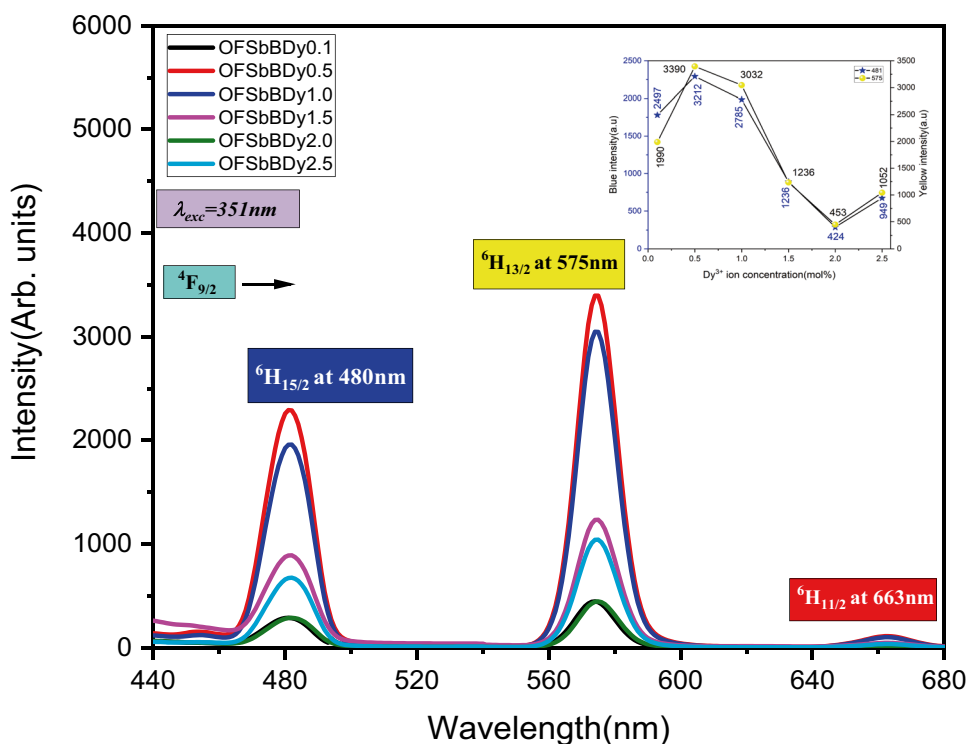 6000
5000
4000
3000
2000
1000
0
Intensity(Arb. units)
OFSbBDy0.1
OFSbBDy0.5
OFSbBDy1.0
OFSbBDy1.5
OFSbBDy2.0
OFSbBDy2.5
λexc=351nm
⁴F9/2
⁶H15/2 at 480nm
⁶H13/2 at 575nm
⁶H11/2 at 663nm
440 480 520 560 600 640 680
Wavelength(nm)
2500
2000
1500
1000
500
0
Blue intensity(a.u)
3500
3000
2500
2000
1500
1000
500
0
Yellow intensity(a.u)
481
575
2497
1990
3390
3212
3032
2785
1236
1236
453
424
1052
949
0.0 0.5 1.0 1.5 2.0 2.5
Dy³⁺ ion concentration(mol%)